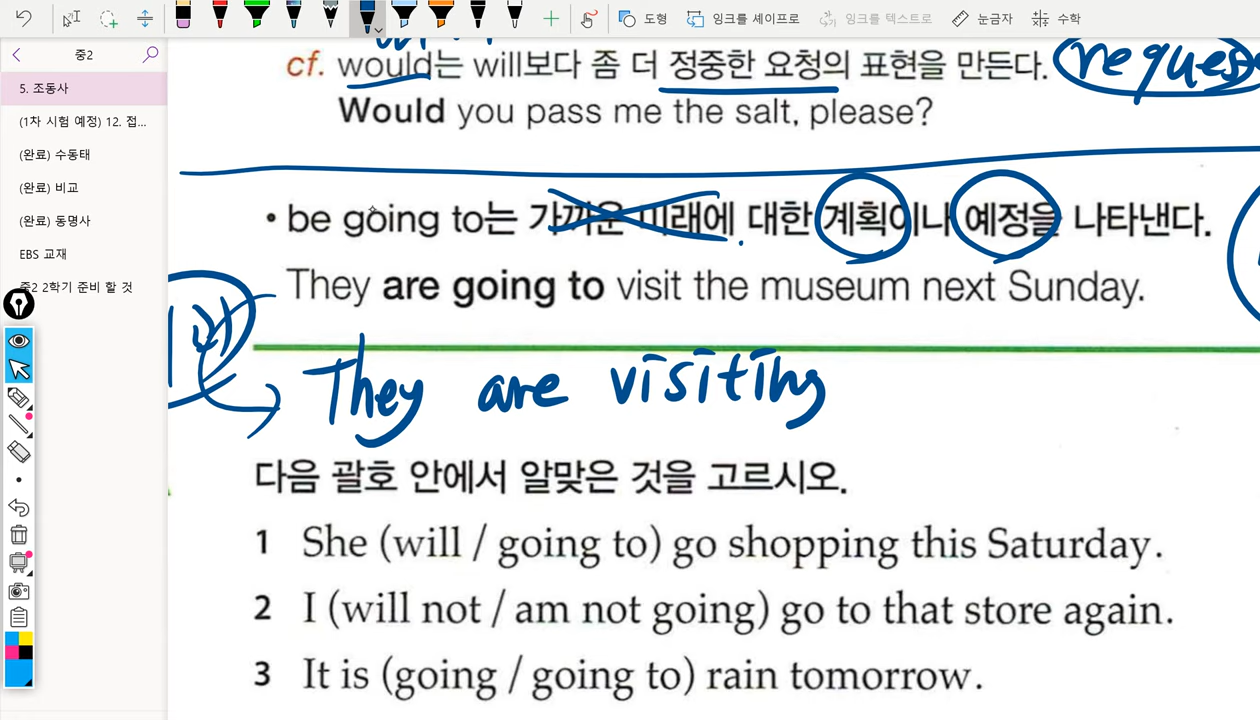 도형 잉크를 셰이프로 잉크를 텍스트로 눈금자 수학
중2
5. 조동사
(1차 시험 예정) 12. 접...
(완료) 수동태
(완료) 비교
(완료) 동명사
EBS 교재
중2 2학기 준비 할 것
cf. would는 will보다 좀 더 정중한 요청의 표현을 만든다.
Would you pass me the salt, please?
• be going to는 가까운 미래에 대한 계획이나 예정을 나타낸다.
They are going to visit the museum next Sunday.
They are visiting
다음 괄호 안에서 알맞은 것을 고르시오.
1 She (will / going to) go shopping this Saturday.
2 I (will not / am not going) go to that store again.
3 It is (going / going to) rain tomorrow.